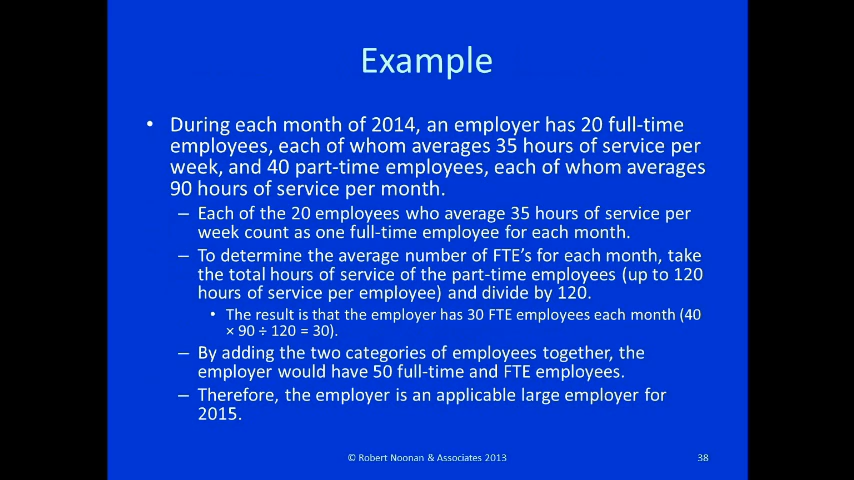 Example
• During each month of 2014, an employer has 20 full-time
employees, each of whom averages 35 hours of service per
week, and 40 part-time employees, each of whom averages
90 hours of service per month.
– Each of the 20 employees who average 35 hours of service per
week count as one full-time employee for each month.
– To determine the average number of FTE's for each month, take
the total hours of service of the part-time employees (up to 120
hours of service per employee) and divide by 120.
• The result is that the employer has 30 FTE employees each month (40
× 90 ÷ 120 = 30).
– By adding the two categories of employees together, the
employer would have 50 full-time and FTE employees.
– Therefore, the employer is an applicable large employer for
2015.
© Robert Noonan & Associates 2013
38